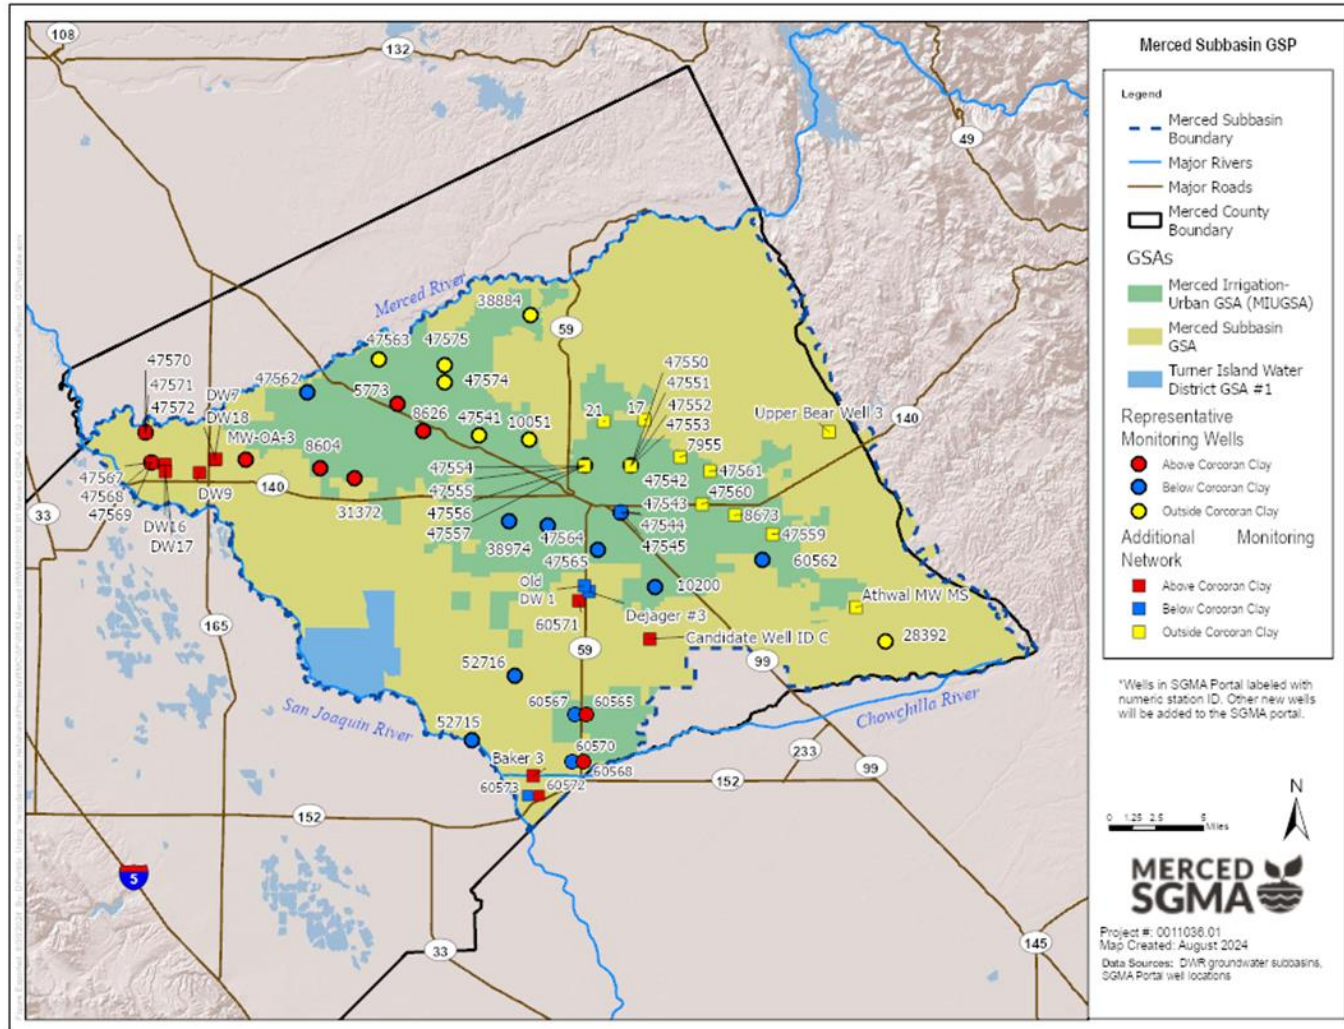 108
132
49
Merced River
38884
59
47563
47575
47570
47571
47572
DW7
DW18
47562
5773
47574
47550
47551
47552
47553
8626
47541
10051
21
17
Upper Bear Well 3
140
MW-OA-3
8604
7955
47554
47555
47556
47557
47542
47561
47567
47568
47569
DW9
140
31372
47543
47544
47545
47560
8673
33
DW16
DW17
38974
47564
47565
47559
60562
Old
DW 1
10200
Athwal MW MS
60571
Dejager #3
165
Candidate Well ID C
28392
59
99
52716
San Joaquin River
60567
60565
Chowchilla River
52715
Baker 3
60570
60568
233
60573
60572
152
99
152
5
33
145
Merced Subbasin GSP
Legend
Merced Subbasin
Boundary
Major Rivers
Major Roads
Merced County
Boundary
GSAs
Merced Irrigation-
Urban GSA (MIUGSA)
Merced Subbasin
GSA
Turner Island Water
District GSA #1
Representative
Monitoring Wells
Above Corcoran Clay
Below Corcoran Clay
Outside Corcoran Clay
Additional Monitoring
Network
Above Corcoran Clay
Below Corcoran Clay
Outside Corcoran Clay
*Wells in SGMA Portal labeled with
numeric station ID. Other new wells
will be added to the SGMA portal.
N
0 1.25 2.5 5
Miles
MERCED
SGMA
Project #: 0011036.01
Map Created: August 2024
Data Sources: DWR groundwater subbasins,
SGMA Portal well locations